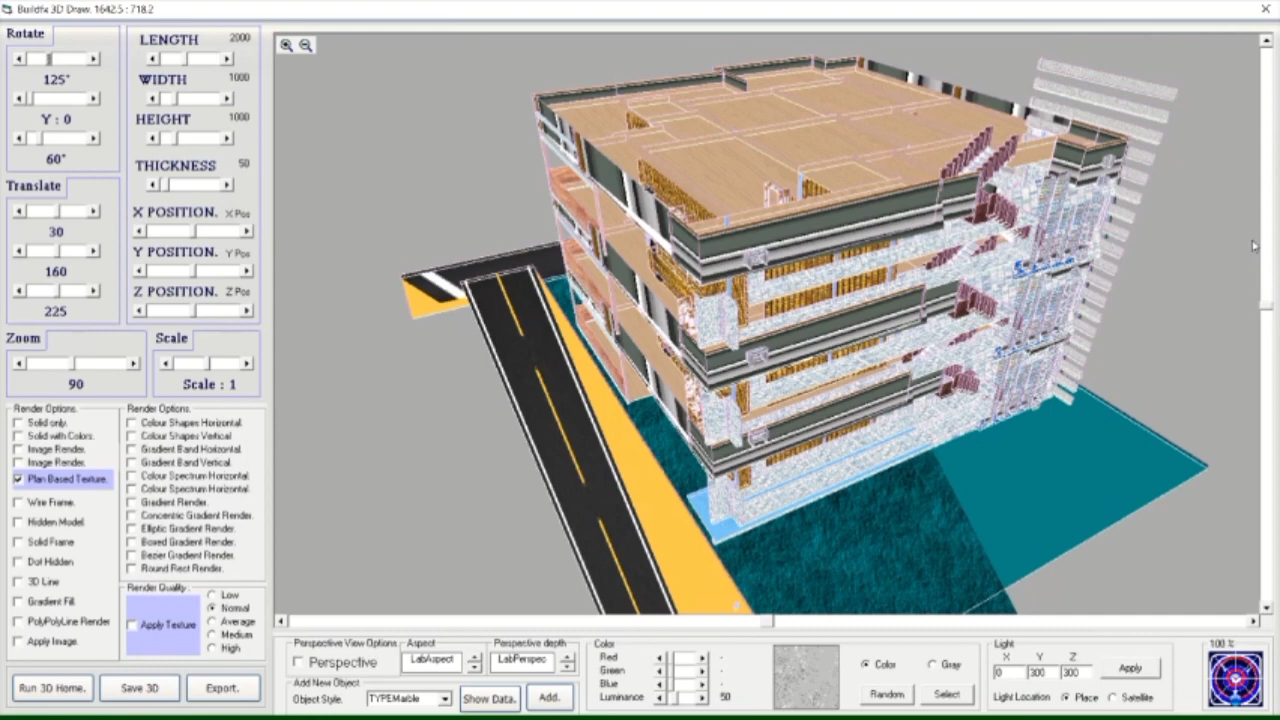 Buildfx 3D Draw. 1642.5 : 718.2
Rotate
125°
Y : 0
60°
Translate
30
160
225
LENGTH 2000
WIDTH 1000
HEIGHT 1000
THICKNESS 50
X POSITION. X Pos
Y POSITION. Y Pos
Z POSITION. Z Pos
Zoom
90
Scale
Scale : 1
Render Options.
Solid only.
Solid with Colors.
Image Render.
Image Render.
Plan Based Texture.
Wire Frame.
Hidden Model
Solid Frame
Dot Hidden
3D Line
Gradient Fill.
PolyPolyLine Render
Apply Image.
Render Options.
Colour Shapes Horizontal.
Colour Shapes Vertical
Gradient Band Horizontal.
Gradient Band Vertical.
Colour Spectrum Horizontal.
Colour Spectrum Horizontal.
Gradient Render.
Concentric Gradient Render.
Elliptic Gradient Render.
Boxed Gradient Render.
Bezier Gradient Render.
Round Rect Render.
Render Quality.
Apply Texture
Low
Normal
Average
Medium
High
Run 3D Home.
Save 3D
Export.
Perspective View Options.
Perspective
Aspect
LabAspect
Perspective depth
LabPerspec
Add New Object
Object Style.
TYPEMarble
Show Data.
Add.
Color
Red
Green
Blue
Luminance 50
Color
Gray
Random
Select
Light
X Y Z
0 300 300
Apply
Light Location
Place
Satellite
100 %